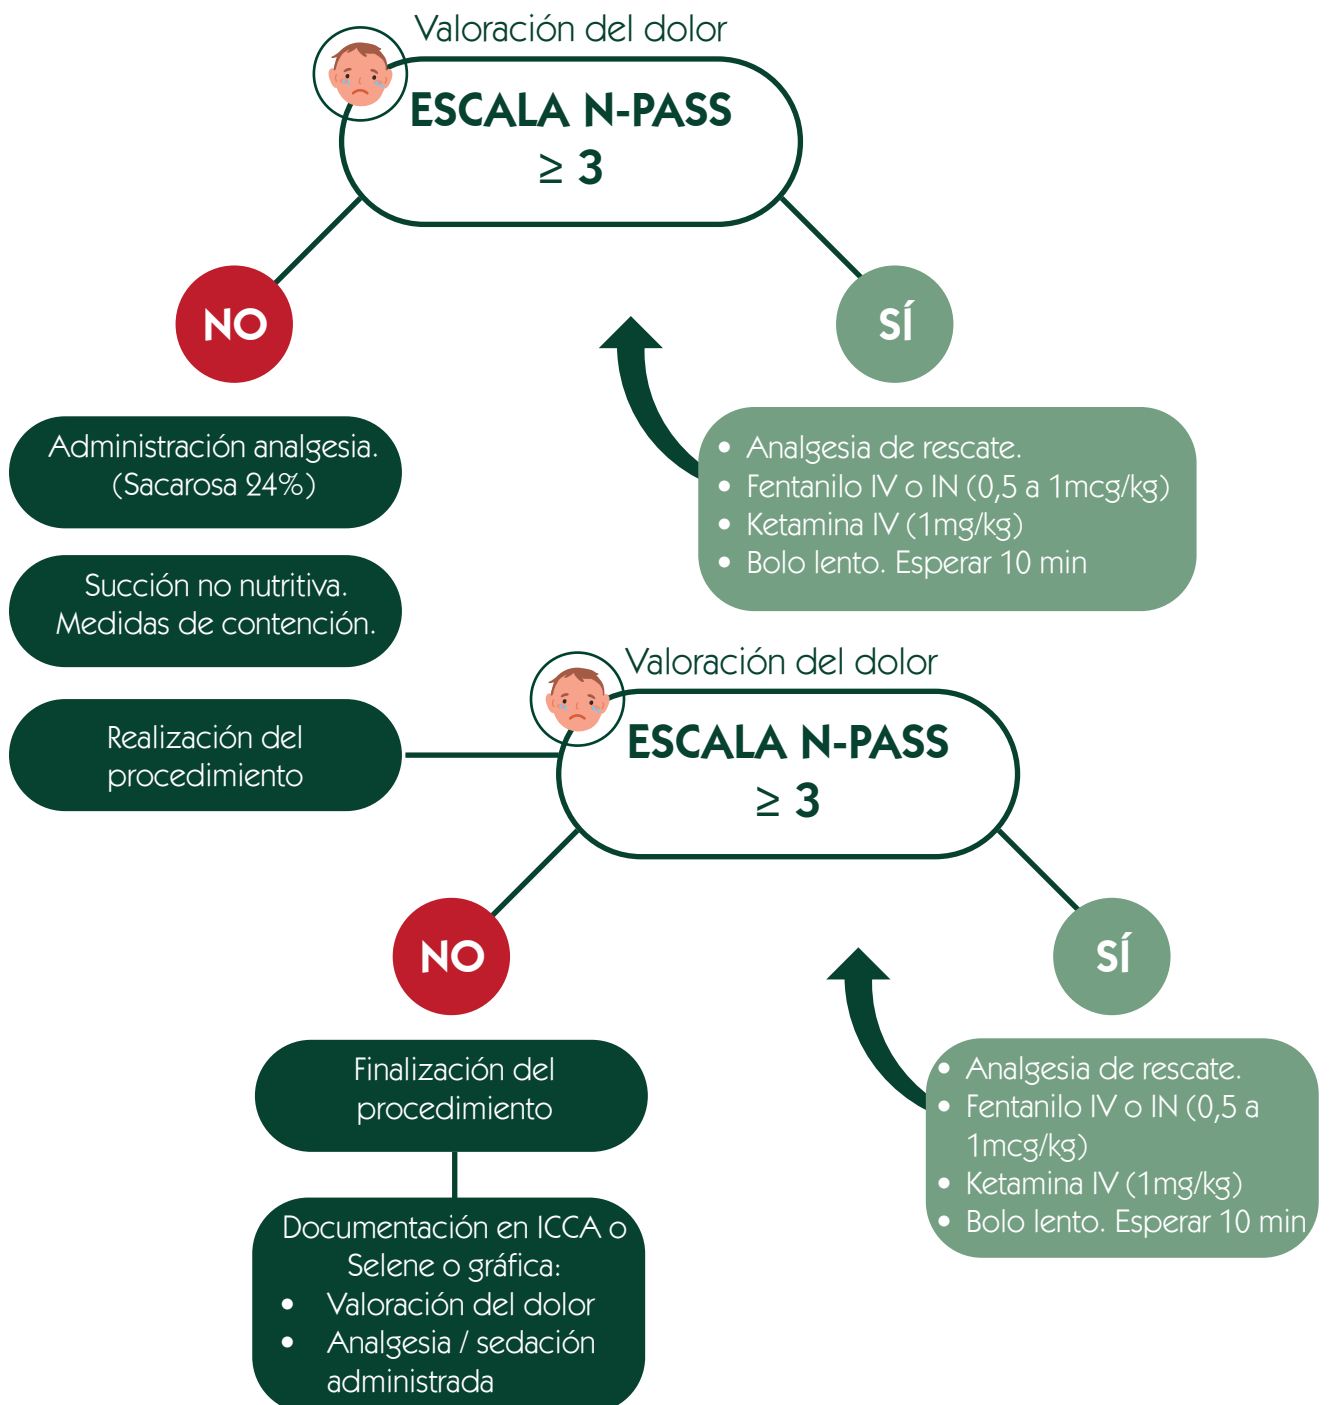 Valoración del dolor
ESCALA N-PASS
≥ 3
NO
SÍ
Administración analgesia.
(Sacarosa 24%)
Succión no nutritiva.
Medidas de contención.
Realización del
procedimiento
• Analgesia de rescate.
• Fentanilo IV o IN (0,5 a 1mcg/kg)
• Ketamina IV (1mg/kg)
• Bolo lento. Esperar 10 min
Valoración del dolor
ESCALA N-PASS
≥ 3
NO
SÍ
Finalización del
procedimiento
Documentación en ICCA o
Selene o gráfica:
• Valoración del dolor
• Analgesia / sedación
administrada
• Analgesia de rescate.
• Fentanilo IV o IN (0,5 a
1mcg/kg)
• Ketamina IV (1mg/kg)
• Bolo lento. Esperar 10 min